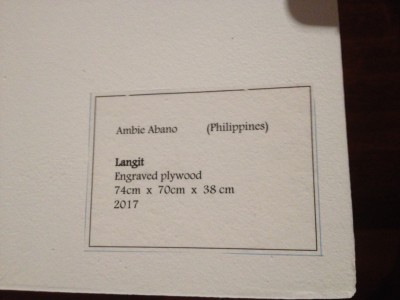 Ambie Abano (Philippines)
Langit
Engraved plywood
74cm x 70cm x 38 cm
2017